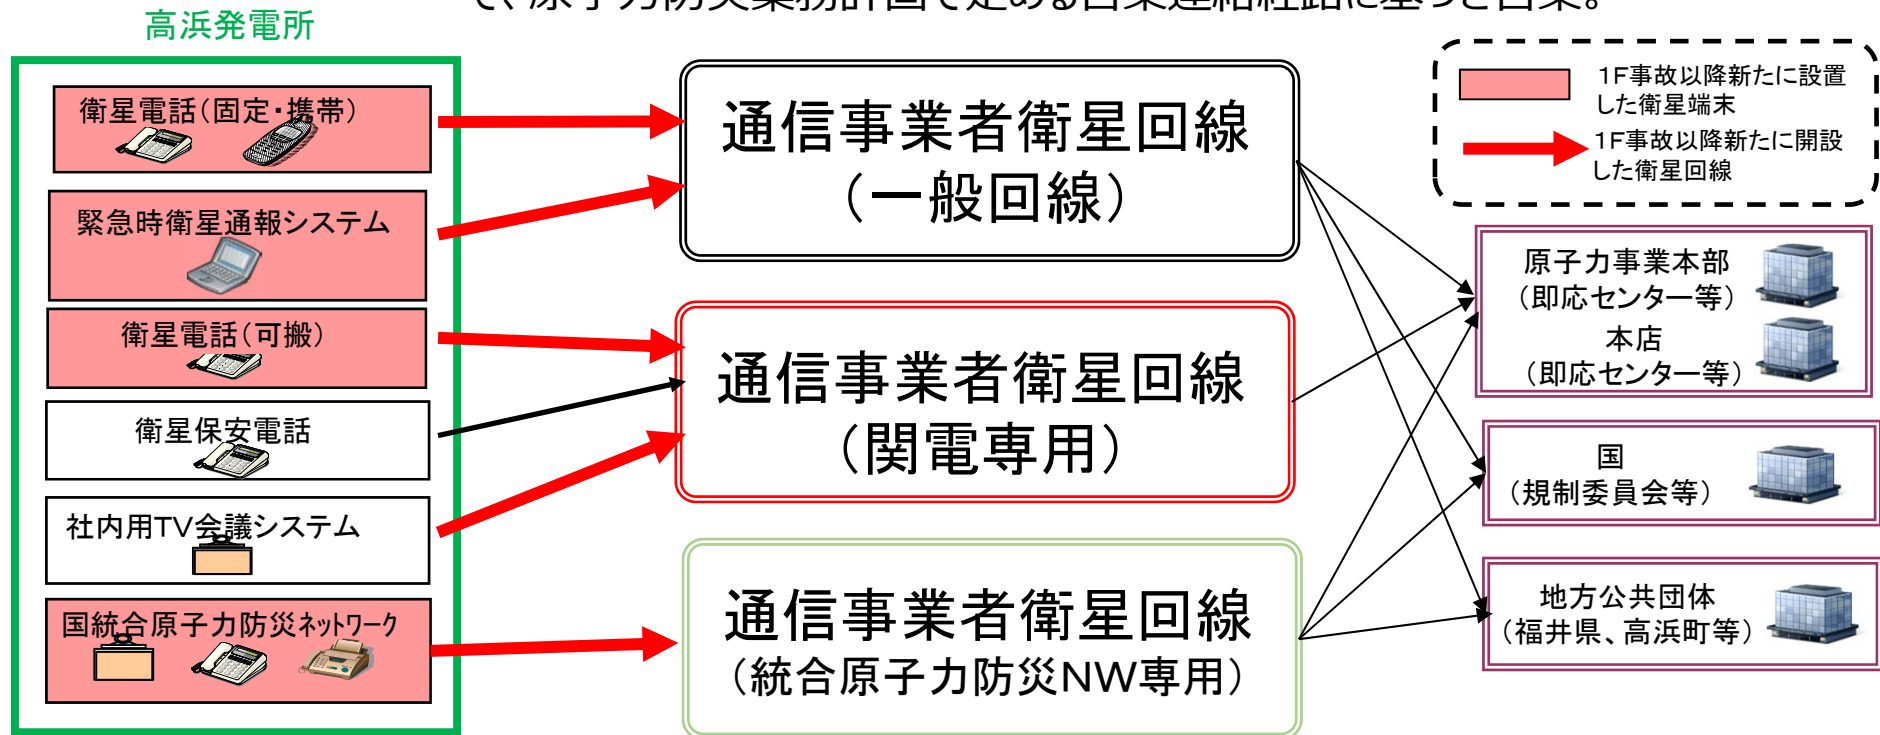 高浜発電所
衛星電話(固定・携帯)
緊急時衛星通報システム
衛星電話(可搬)
衛星保安電話
社内用TV会議システム
国統合原子力防災ネットワーク
通信事業者衛星回線
(一般回線)
通信事業者衛星回線
(関電専用)
通信事業者衛星回線
(統合原子力防災NW専用)
1F事故以降新たに設置
した衛星端末
1F事故以降新たに開設
した衛星回線
原子力事業本部
(即応センター等)
本店
(即応センター等)
国
(規制委員会等)
地方公共団体
(福井県、高浜町等)